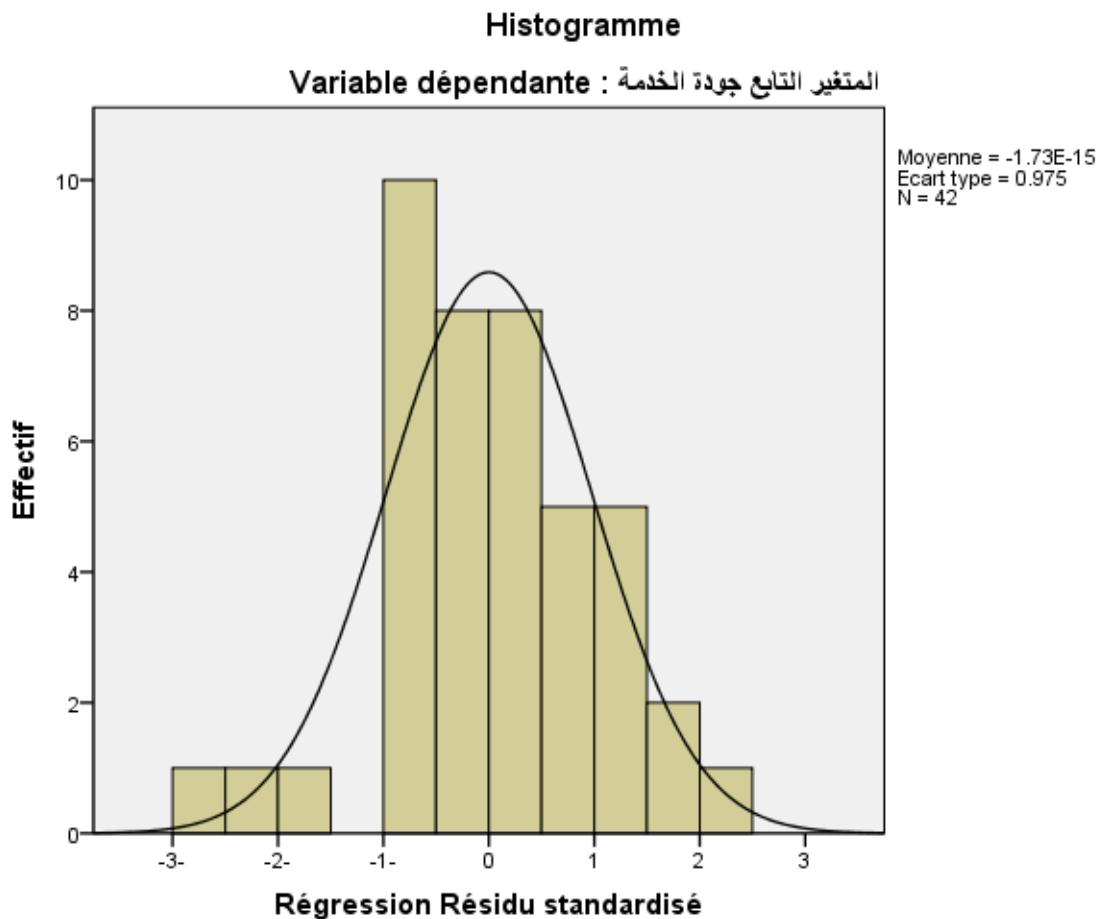 Histogramme
Variable dépendante : المتغير التابع جودة الخدمة
Moyenne = -1.73E-15
Ecart type = 0.975
N = 42
Effectif
10
8
6
4
2
0
-3- -2- -1- 0 1 2 3
Régression Résidu standardisé